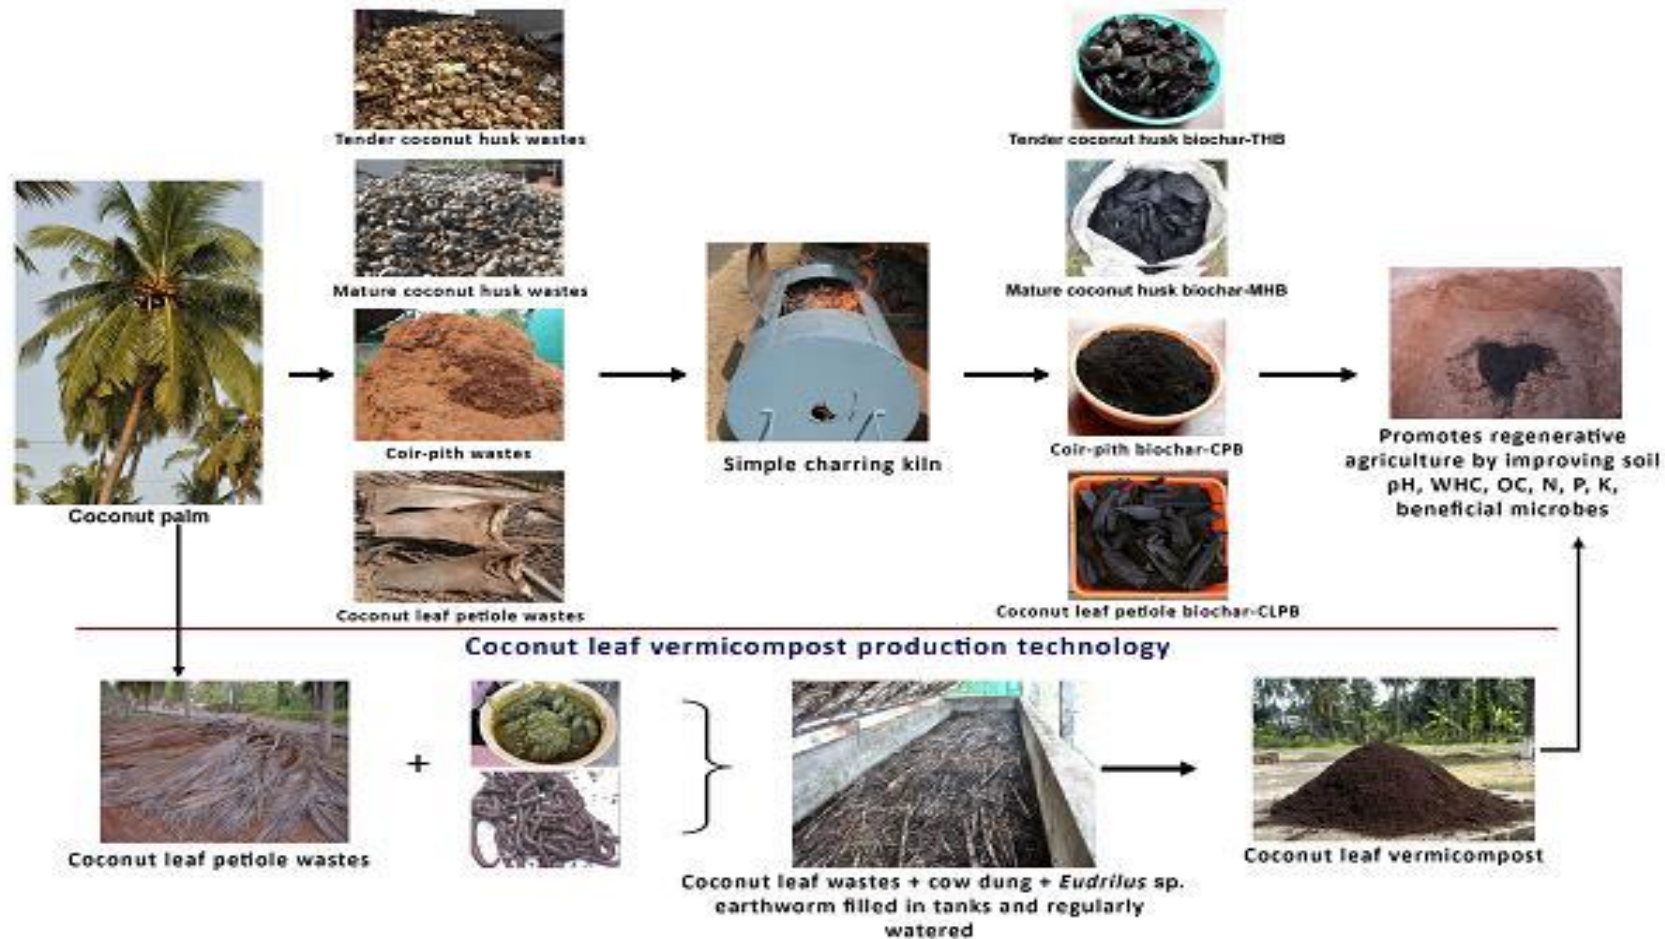 Tender coconut husk wastes
Mature coconut husk wastes
Coir-pith wastes
Coconut leaf petiole wastes
Coconut palm
Simple charring kiln
Tender coconut husk biochar-THB
Mature coconut husk biochar-MHB
Coir-pith biochar-CPB
Coconut leaf petiole biochar-CLPB
Promotes regenerative
agriculture by improving soil
pH, WHC, OC, N, P, K,
beneficial microbes
Coconut leaf vermicompost production technology
Coconut leaf petiole wastes
+
Coconut leaf wastes + cow dung + Eudrilus sp.
earthworm filled in tanks and regularly
watered
Coconut leaf vermicompost